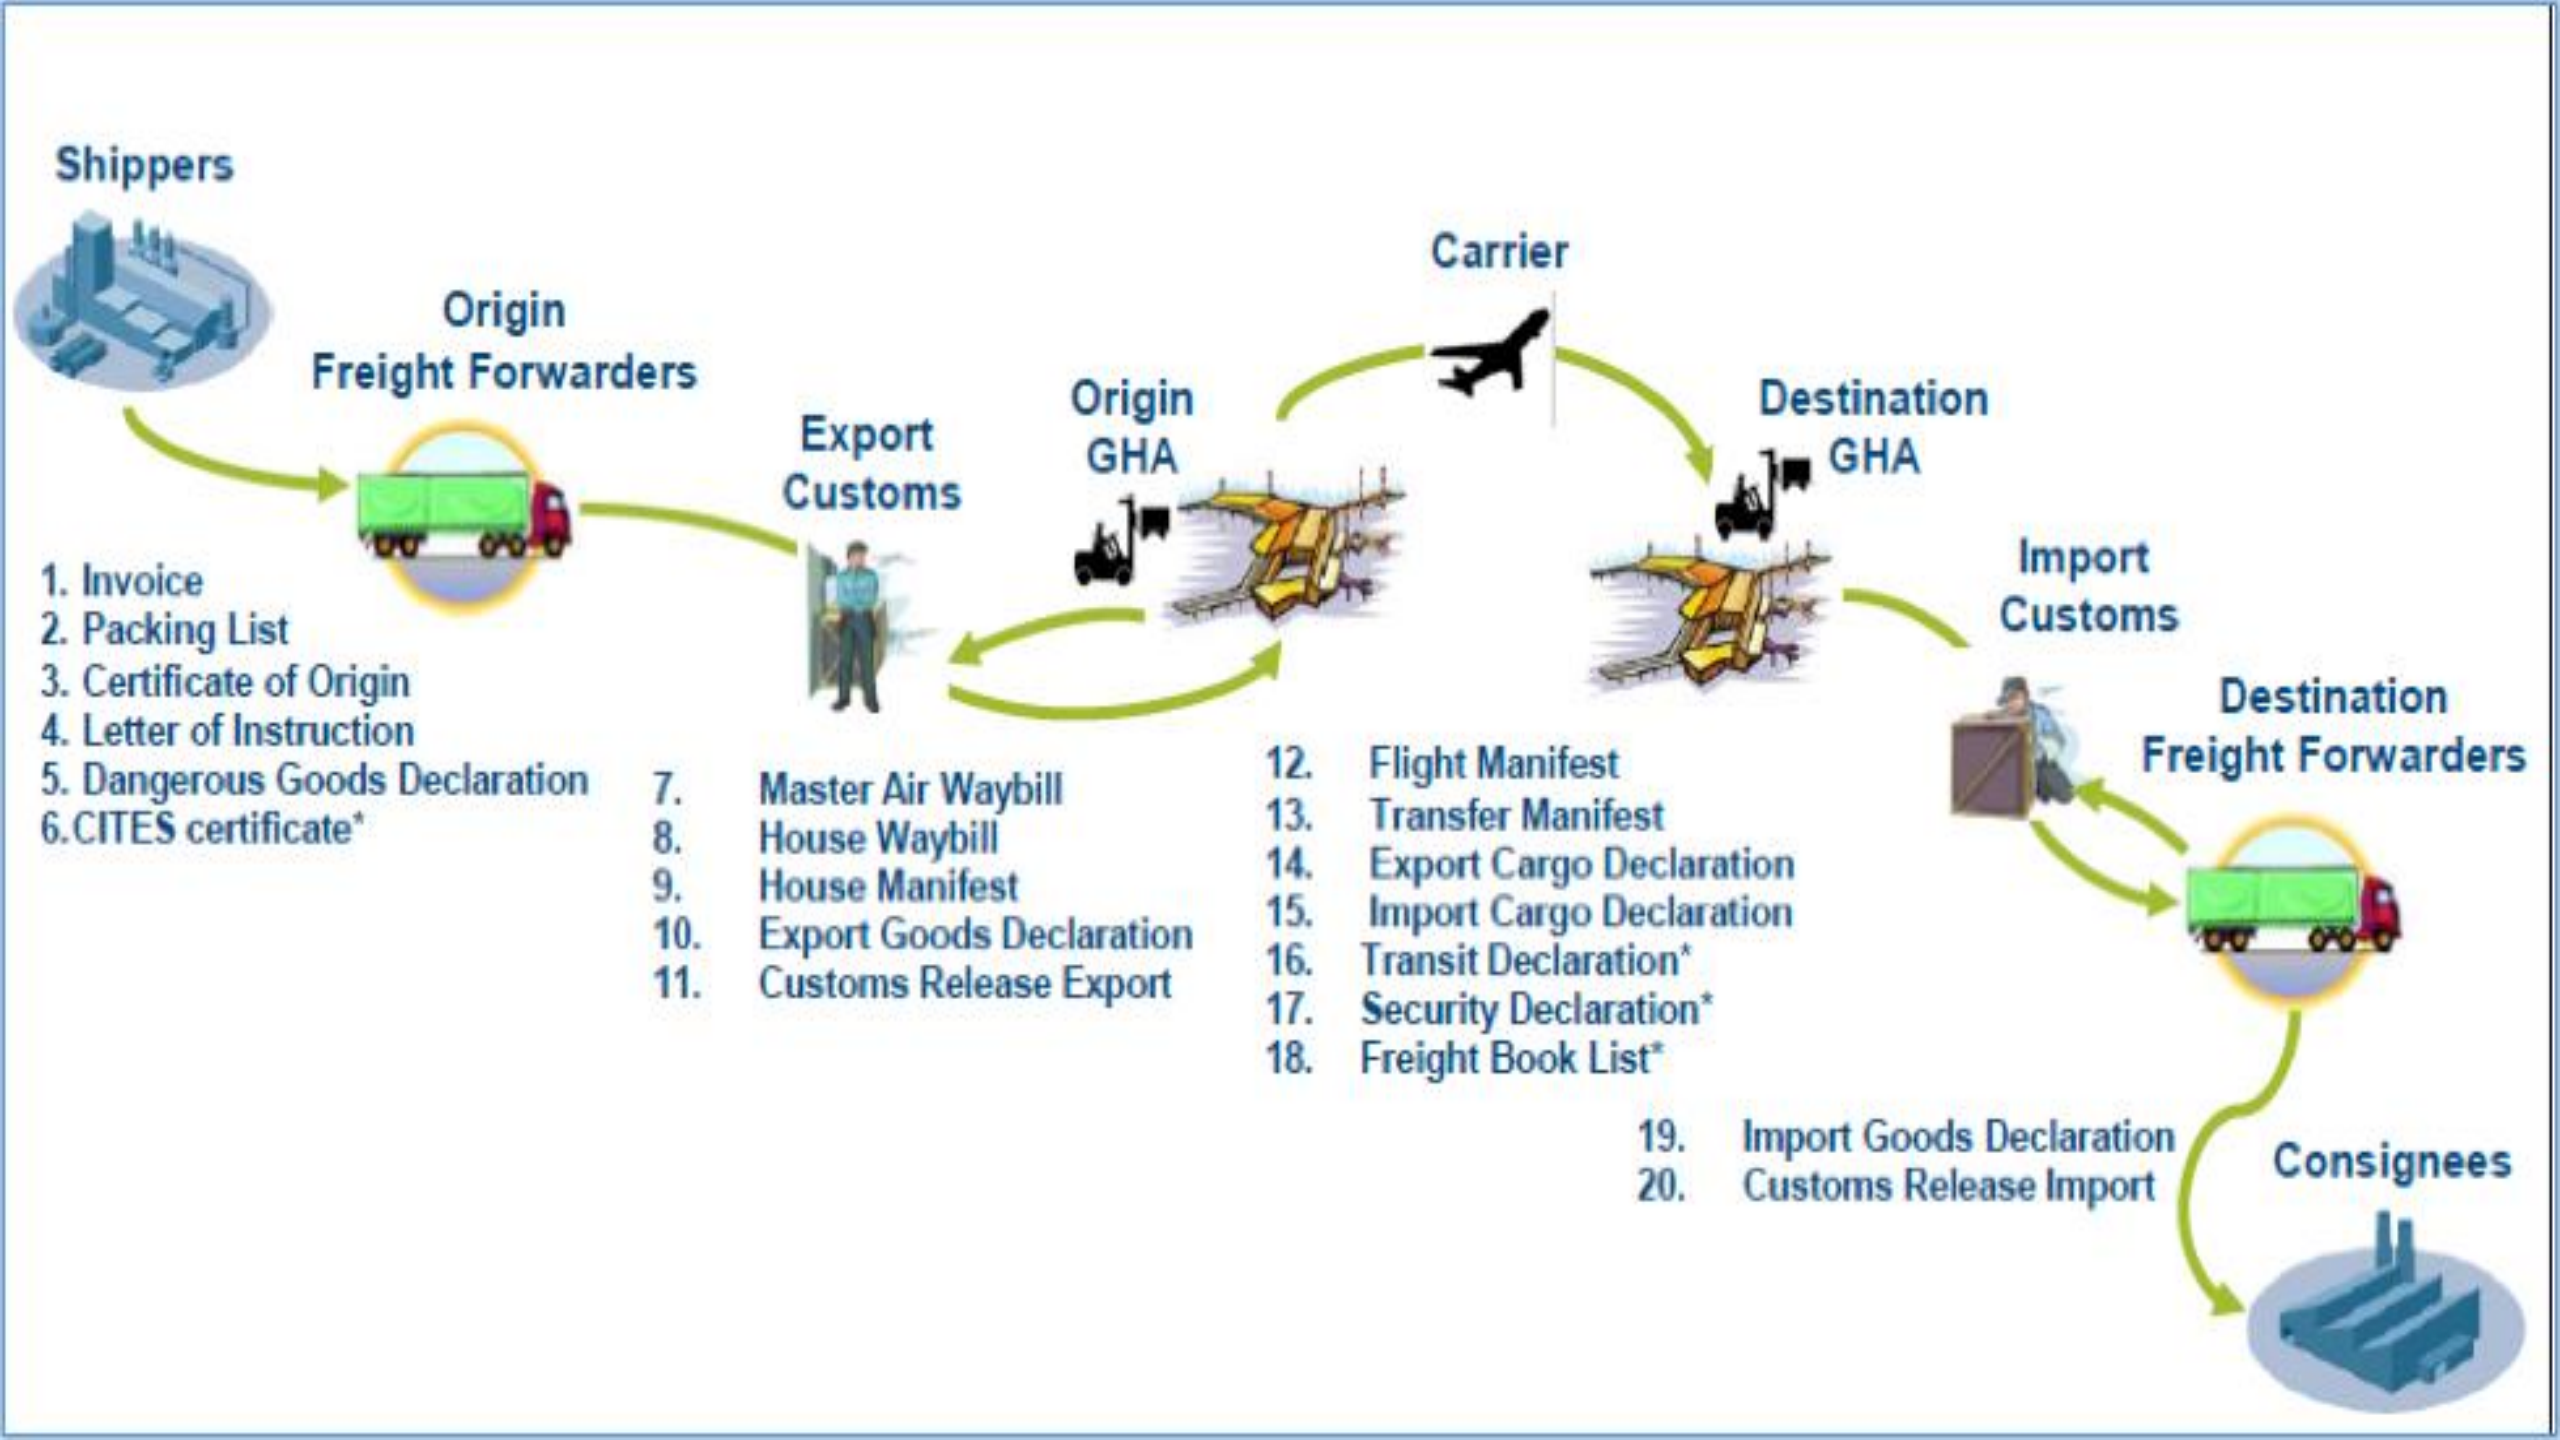 Shippers
Origin
Freight Forwarders
Export
Customs
Origin
GHA
Carrier
Destination
GHA
Import
Customs
Destination
Freight Forwarders
Consignees
1. Invoice
2. Packing List
3. Certificate of Origin
4. Letter of Instruction
5. Dangerous Goods Declaration
6. CITES certificate*
7. Master Air Waybill
8. House Waybill
9. House Manifest
10. Export Goods Declaration
11. Customs Release Export
12. Flight Manifest
13. Transfer Manifest
14. Export Cargo Declaration
15. Import Cargo Declaration
16. Transit Declaration*
17. Security Declaration*
18. Freight Book List*
19. Import Goods Declaration
20. Customs Release Import